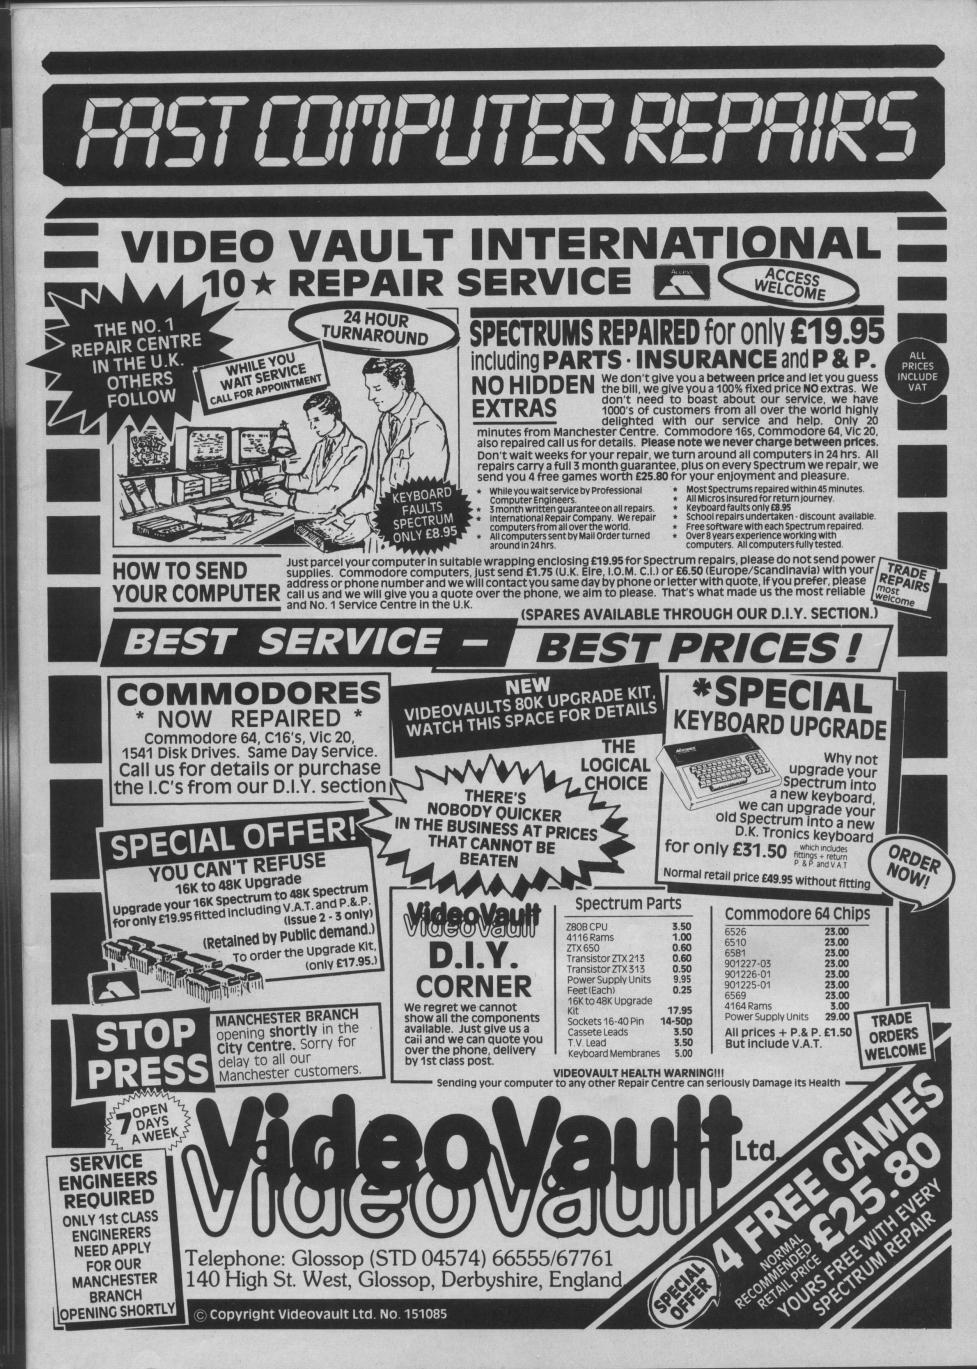 FAST COMPUTER REPAIRS
VIDEO VAULT INTERNATIONAL
10★ REPAIR SERVICE
Access
ACCESS
WELCOME
THE NO. 1
REPAIR CENTRE
IN THE U.K.
OTHERS
FOLLOW
WHILE YOU
WAIT SERVICE
CALL FOR APPOINTMENT
24 HOUR
TURNAROUND
KEYBOARD
FAULTS
SPECTRUM
ONLY £8.95
SPECTRUMS REPAIRED for only £19.95
including PARTS · INSURANCE and P & P.
ALL
PRICES
INCLUDE
VAT
NO HIDDEN
EXTRAS
We don't give you a between price and let you guess
the bill, we give you a 100% fixed price NO extras. We
don't need to boast about our service, we have
1000's of customers from all over the world highly
delighted with our service and help. Only 20
minutes from Manchester Centre. Commodore 16s, Commodore 64, Vic 20,
also repaired call us for details. Please note we never charge between prices.
Don't wait weeks for your repair, we turn around all computers in 24 hrs. All
repairs carry a full 3 month guarantee, plus on every Spectrum we repair, we
send you 4 free games worth £25.80 for your enjoyment and pleasure.
* While you wait service by Professional
Computer Engineers.
* 3 month written guarantee on all repairs.
* International Repair Company. We repair
computers from all over the world.
* All computers sent by Mail Order turned
around in 24 hrs.
* Most Spectrums repaired within 45 minutes.
* All Micros insured for return journey.
* Keyboard faults only £8.95
* School repairs undertaken - discount available.
* Free software with each Spectrum repaired.
* Over 8 years experience working with
computers. All computers fully tested.
HOW TO SEND
YOUR COMPUTER
Just parcel your computer in suitable wrapping enclosing £19.95 for Spectrum repairs, please do not send power
supplies. Commodore computers, just send £1.75 (U.K. Eire, I.O.M. C.I.) or £6.50 (Europe/Scandinavia) with your
address or phone number and we will contact you same day by phone or letter with quote, if you prefer, please
call us and we will give you a quote over the phone, we aim to please. That's what made us the most reliable
and No. 1 Service Centre in the U.K.
(SPARES AVAILABLE THROUGH OUR D.I.Y. SECTION.)
TRADE
REPAIRS
most
welcome
BEST SERVICE –
BEST PRICES!
COMMODORES
* NOW REPAIRED *
Commodore 64, C16's, Vic 20,
1541 Disk Drives. Same Day Service.
Call us for details or purchase
the I.C's from our D.I.Y. section
NEW
VIDEOVAULTS 80K UPGRADE KIT,
WATCH THIS SPACE FOR DETAILS
THE
LOGICAL
CHOICE
THERE'S
NOBODY QUICKER
IN THE BUSINESS AT PRICES
THAT CANNOT BE
BEATEN
*SPECIAL
KEYBOARD UPGRADE
Why not
upgrade your
Spectrum into
a new keyboard,
we can upgrade your
old Spectrum into a new
D.K. Tronics keyboard
for only £31.50 which includes
fittings + return
P & P and V.A.T
Normal retail price £49.95 without fitting
ORDER
NOW!
SPECIAL OFFER!
YOU CAN'T REFUSE
16K to 48K Upgrade
Upgrade your 16K Spectrum to 48K Spectrum
for only £19.95 fitted including V.A.T. and P.&P.
(Issue 2 - 3 only)
(Retained by Public demand.)
To order the Upgrade Kit,
(only £17.95.)
VideoVault
VideoVault
D.I.Y.
CORNER
We regret we cannot
show all the components
available. Just give us a
call and we can quote you
over the phone, delivery
by 1st class post.
Spectrum Parts
Z80B CPU 3.50
4116 Rams 1.00
ZTX 650 0.60
Transistor ZTX 213 0.60
Transistor ZTX 313 0.50
Power Supply Units 9.95
Feet (Each) 0.25
16K to 48K Upgrade
Kit 17.95
Sockets 16-40 Pin 14-50p
Cassete Leads 3.50
T.V. Lead 3.50
Keyboard Membranes 5.00
Commodore 64 Chips
6526 23.00
6510 23.00
6581 23.00
901227-03 23.00
901226-01 23.00
901225-01 23.00
6569 23.00
4164 Rams 3.00
Power Supply Units 29.00
All prices + P.& P. £1.50
But include V.A.T.
TRADE
ORDERS
WELCOME
STOP
PRESS
MANCHESTER BRANCH
opening shortly in the
City Centre. Sorry for
delay to all our
Manchester customers.
VIDEOVAULT HEALTH WARNING!!!
Sending your computer to any other Repair Centre can seriously Damage its Health
7 OPEN
DAYS
A WEEK
SERVICE
ENGINEERS
REQUIRED
ONLY 1st CLASS
ENGINERERS
NEED APPLY
FOR OUR
MANCHESTER
BRANCH
OPENING SHORTLY
VideoVault Ltd.
VideoVault
Telephone: Glossop (STD 04574) 66555/67761
140 High St. West, Glossop, Derbyshire, England.
© Copyright Videovault Ltd. No. 151085
SPECIAL
OFFER
4 FREE GAMES
NORMAL
RECOMMENDED
RETAIL PRICE
£25.80
YOURS FREE WITH EVERY
SPECTRUM REPAIR